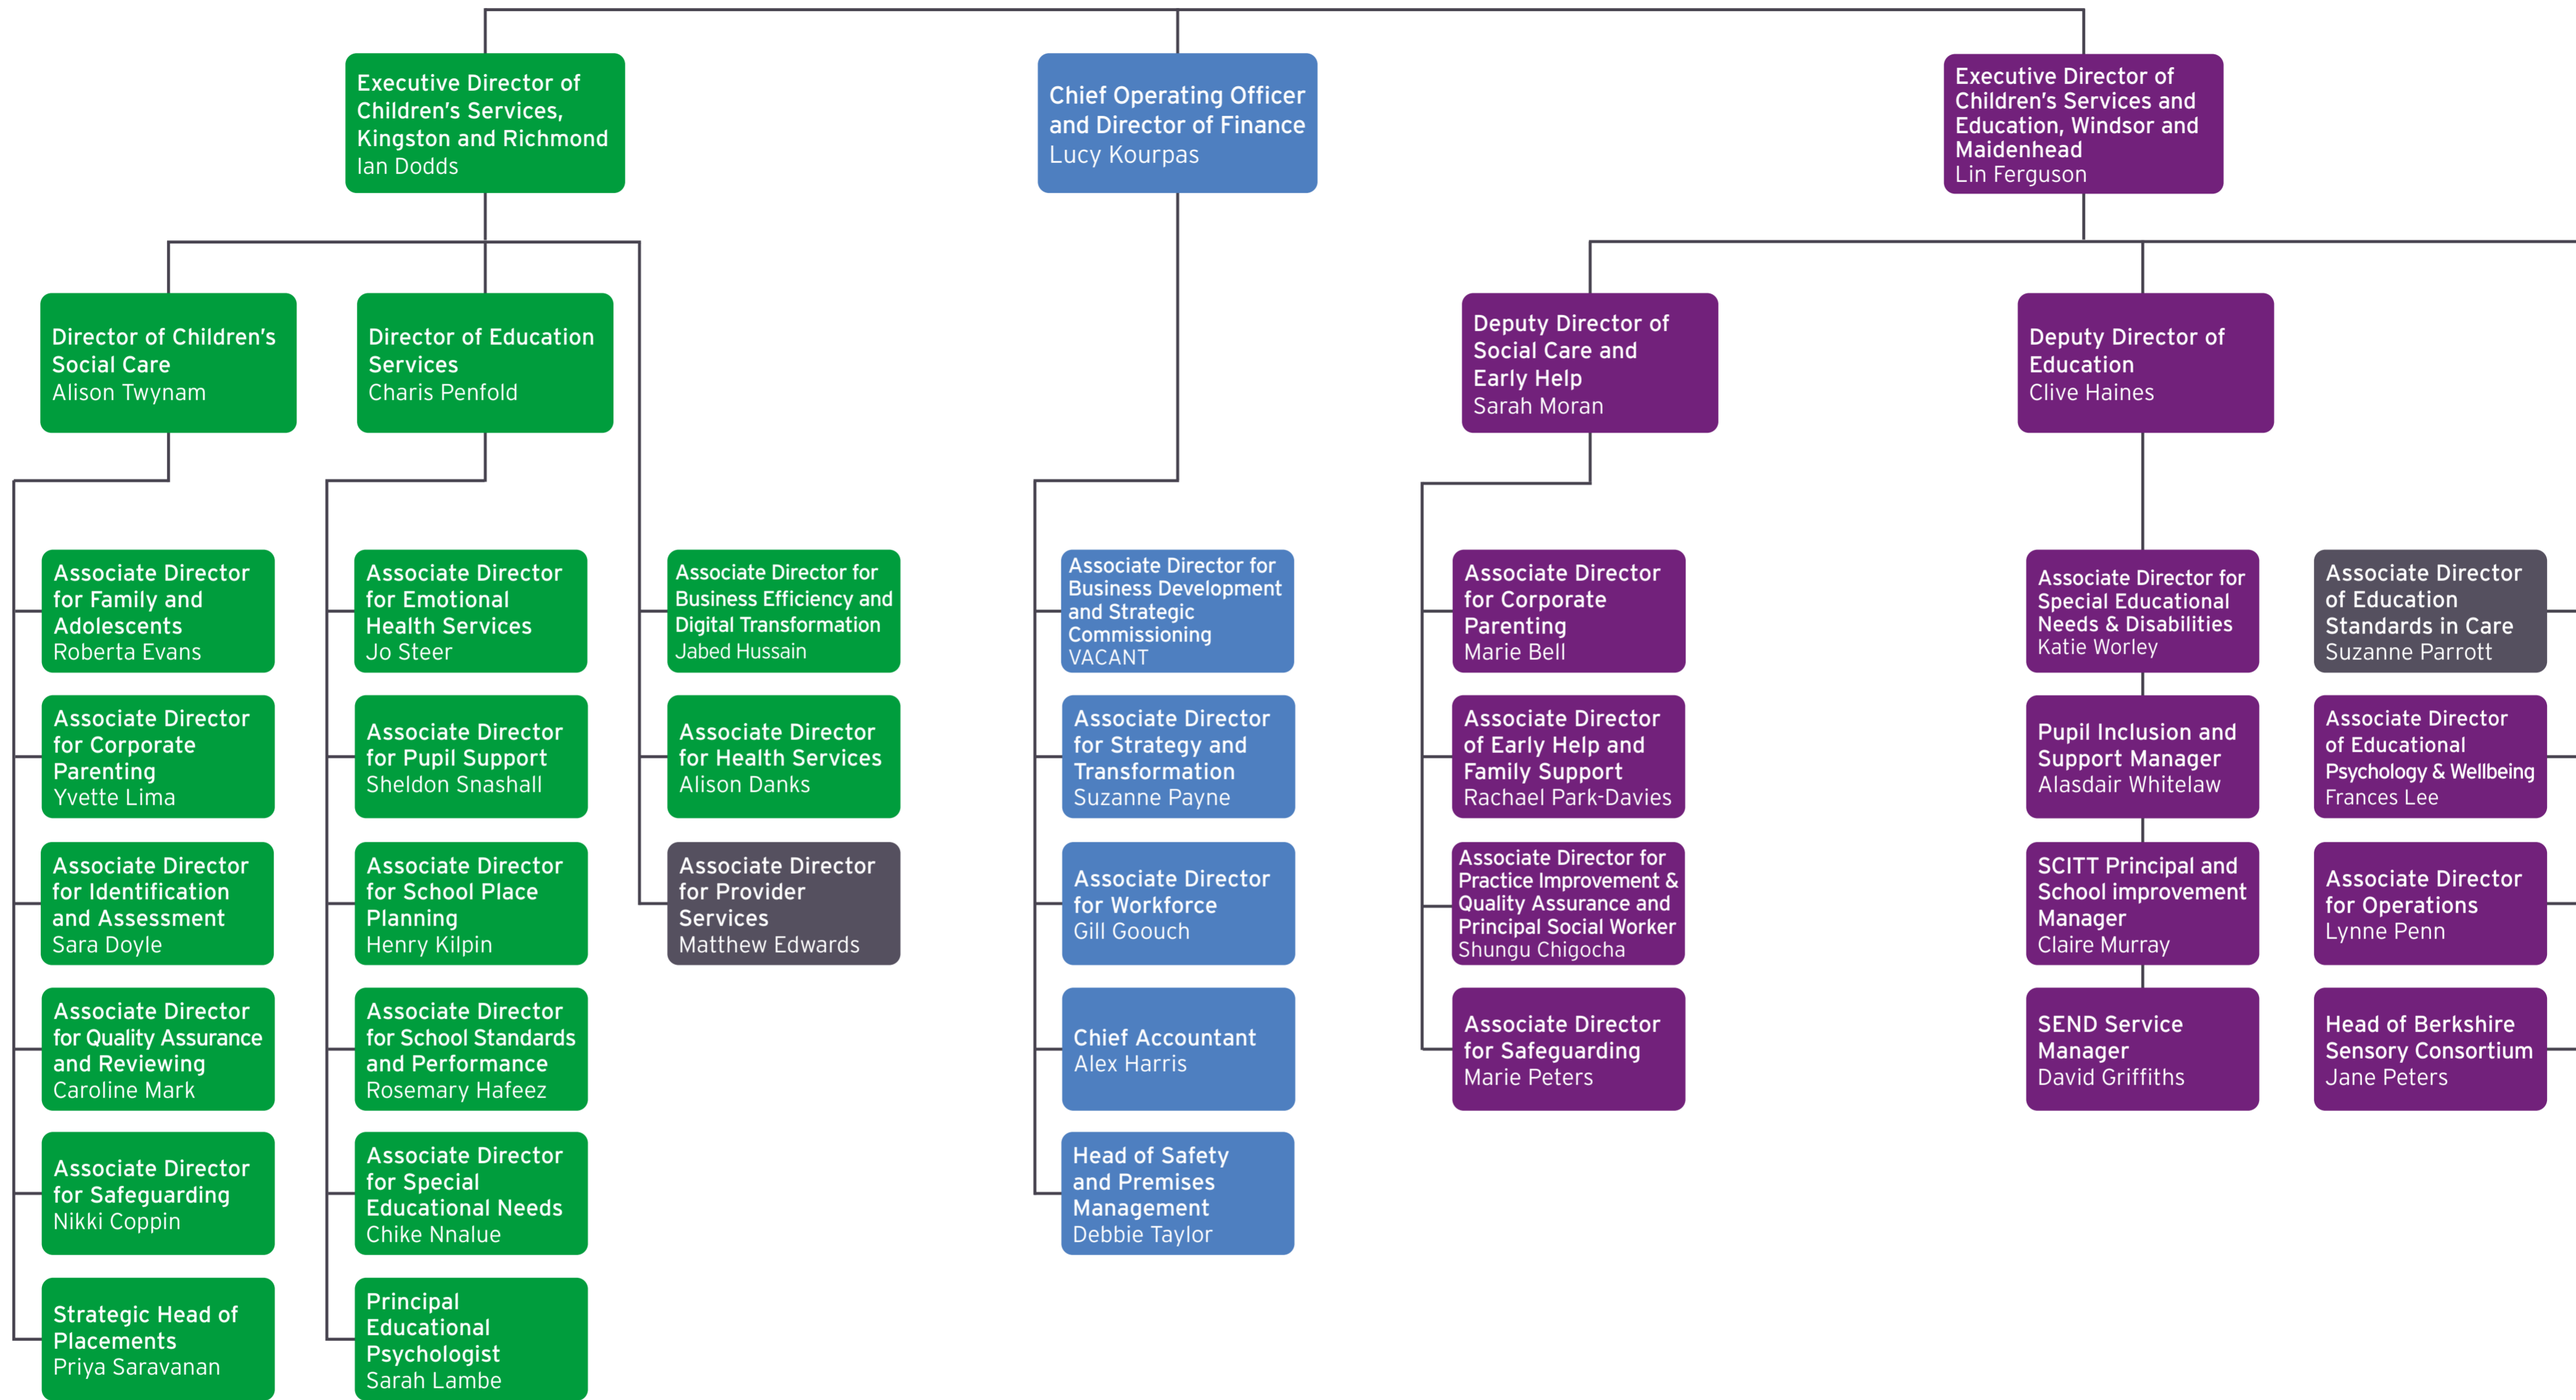 Executive Director of
Children's Services,
Kingston and Richmond
Ian Dodds
Chief Operating Officer
and Director of Finance
Lucy Kourpas
Executive Director of
Children's Services and
Education, Windsor and
Maidenhead
Lin Ferguson
Director of Children's
Social Care
Alison Twynam
Director of Education
Services
Charis Penfold
Deputy Director of
Social Care and
Early Help
Sarah Moran
Deputy Director of
Education
Clive Haines
Associate Director
for Family and
Adolescents
Roberta Evans
Associate Director
for Corporate
Parenting
Yvette Lima
Associate Director
for Identification
and Assessment
Sara Doyle
Associate Director
for Quality Assurance
and Reviewing
Caroline Mark
Associate Director
for Safeguarding
Nikki Coppin
Strategic Head of
Placements
Priya Saravanan
Associate Director
for Emotional
Health Services
Jo Steer
Associate Director
for Pupil Support
Sheldon Snashall
Associate Director
for School Place
Planning
Henry Kilpin
Associate Director
for School Standards
and Performance
Rosemary Hafeez
Associate Director
for Special
Educational Needs
Chike Nnalue
Principal
Educational
Psychologist
Sarah Lambe
Associate Director for
Business Efficiency and
Digital Transformation
Jabed Hussain
Associate Director
for Health Services
Alison Danks
Associate Director
for Provider
Services
Matthew Edwards
Associate Director for
Business Development
and Strategic
Commissioning
VACANT
Associate Director
for Strategy and
Transformation
Suzanne Payne
Associate Director
for Workforce
Gill Goouch
Chief Accountant
Alex Harris
Head of Safety
and Premises
Management
Debbie Taylor
Associate Director
for Corporate
Parenting
Marie Bell
Associate Director
of Early Help and
Family Support
Rachael Park-Davies
Associate Director for
Practice Improvement &
Quality Assurance and
Principal Social Worker
Shungu Chigocha
Associate Director
for Safeguarding
Marie Peters
Associate Director for
Special Educational
Needs & Disabilities
Katie Worley
Pupil Inclusion and
Support Manager
Alasdair Whitelaw
SCITT Principal and
School improvement
Manager
Claire Murray
SEND Service
Manager
David Griffiths
Associate Director
of Education
Standards in Care
Suzanne Parrott
Associate Director
of Educational
Psychology & Wellbeing
Frances Lee
Associate Director
for Operations
Lynne Penn
Head of Berkshire
Sensory Consortium
Jane Peters